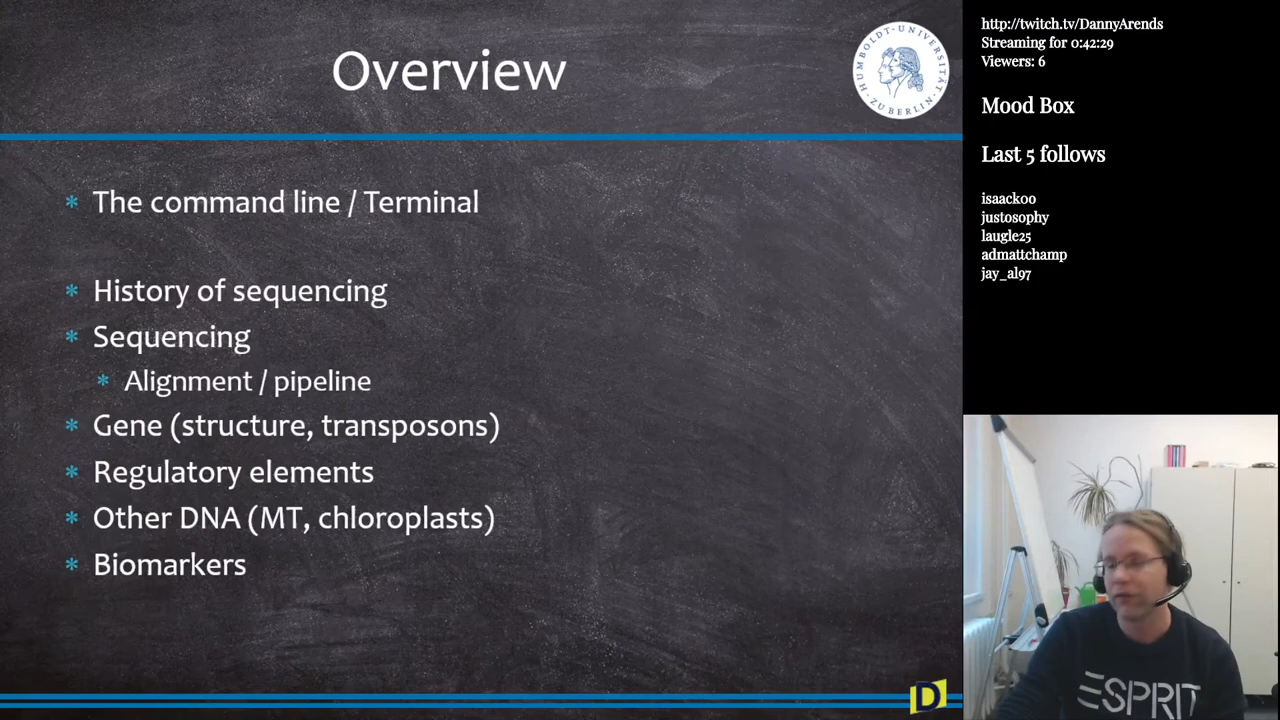 Overview
HUMBOLDT-UNIVERSITÄT ZU BERLIN
* The command line / Terminal
* History of sequencing
* Sequencing
* Alignment / pipeline
* Gene (structure, transposons)
* Regulatory elements
* Other DNA (MT, chloroplasts)
* Biomarkers
D
http://twitch.tv/DannyArends
Streaming for 0:42:29
Viewers: 6
Mood Box
Last 5 follows
isaackoo
justosophy
laugle25
admattchamp
jay_al97
ESPRIT